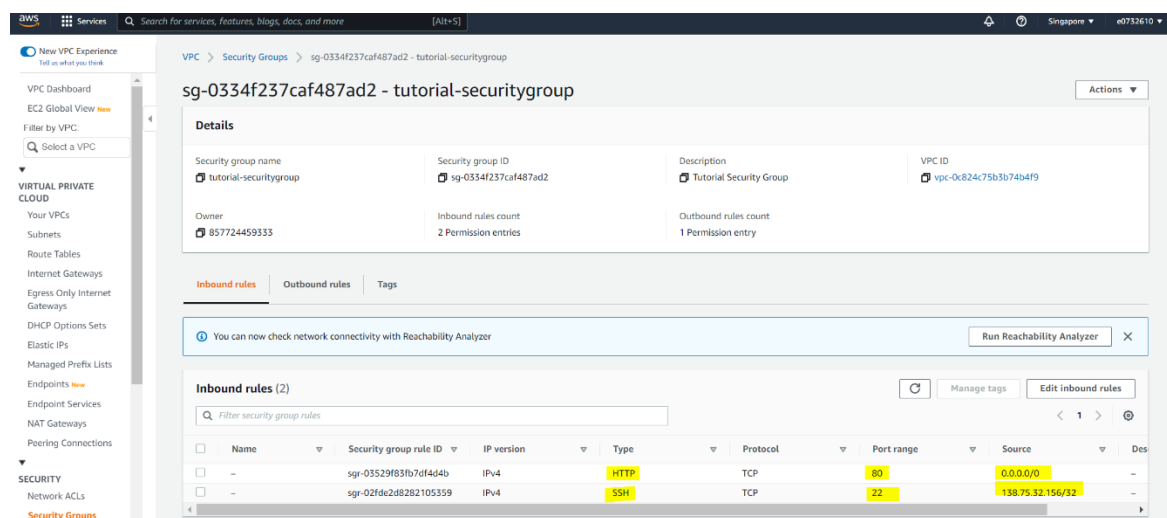 aws Services Search for services, features, blogs, docs, and more [Alt+S] Singapore ▼ e0732610 ▼
New VPC Experience
Tell us what you think
VPC Dashboard
EC2 Global View New
Filter by VPC:
Select a VPC
VIRTUAL PRIVATE
CLOUD
Your VPCs
Subnets
Route Tables
Internet Gateways
Egress Only Internet
Gateways
DHCP Options Sets
Elastic IPs
Managed Prefix Lists
Endpoints New
Endpoint Services
NAT Gateways
Peering Connections
SECURITY
Network ACLs
Security Groups
VPC > Security Groups > sg-0334f237caf487ad2 - tutorial-securitygroup
sg-0334f237caf487ad2 - tutorial-securitygroup
Actions ▼
Details
Security group name Security group ID Description VPC ID
tutorial-securitygroup sg-0334f237caf487ad2 Tutorial Security Group vpc-0c824c75b3b74b4f9
Owner Inbound rules count Outbound rules count
857724459333 2 Permission entries 1 Permission entry
Inbound rules Outbound rules Tags
You can now check network connectivity with Reachability Analyzer Run Reachability Analyzer
Inbound rules (2) Manage tags Edit inbound rules
Filter security group rules < 1 >
Name Security group rule ID IP version Type Protocol Port range Source Des
– sgr-03529f83fb7df4d4b IPv4 HTTP TCP 80 0.0.0.0/0 –
– sgr-02fde2d8282105359 IPv4 SSH TCP 22 138.75.32.156/32 –